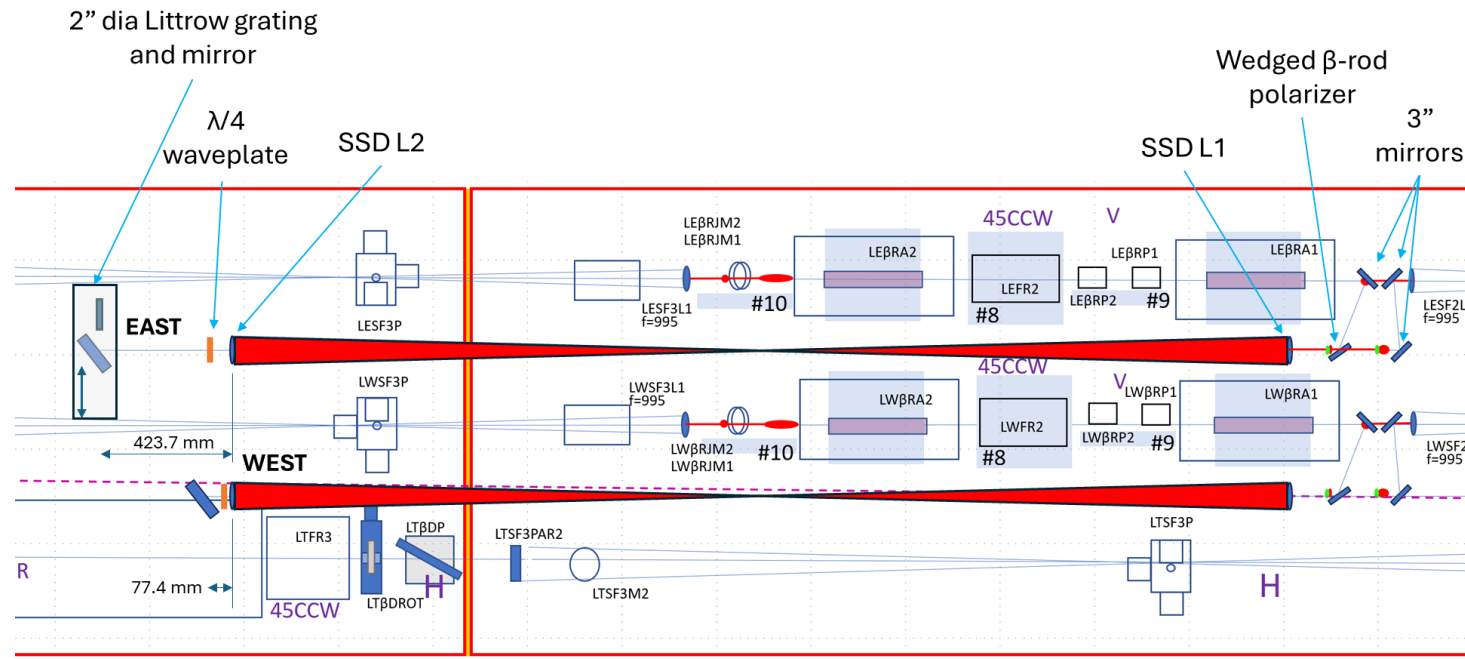 2” dia Littrow grating
and mirror
λ/4
waveplate
SSD L2
SSD L1
Wedged β-rod
polarizer
3”
mirrors
LEβRJM2
LEβRJM1
45CCW
V
LEβRA2
LEβRP1
LEβRA1
LESF3L1
f=995
#10
LEFR2
#8
LEβRP2
#9
LESF2L
f=995
EAST
LESF3P
LWSF3P
LWSF3L1
f=995
45CCW
V
LWβRA2
LWβRP1
LWβRA1
LWFR2
#8
LWβRP2
#9
LWβRJM2
LWβRJM1
#10
LWSF2
f=995
423.7 mm
WEST
LTFR3
LTβDP
LTSF3PAR2
LTSF3P
R
77.4 mm
H
LTSF3M2
H
45CCW
LTβDROT